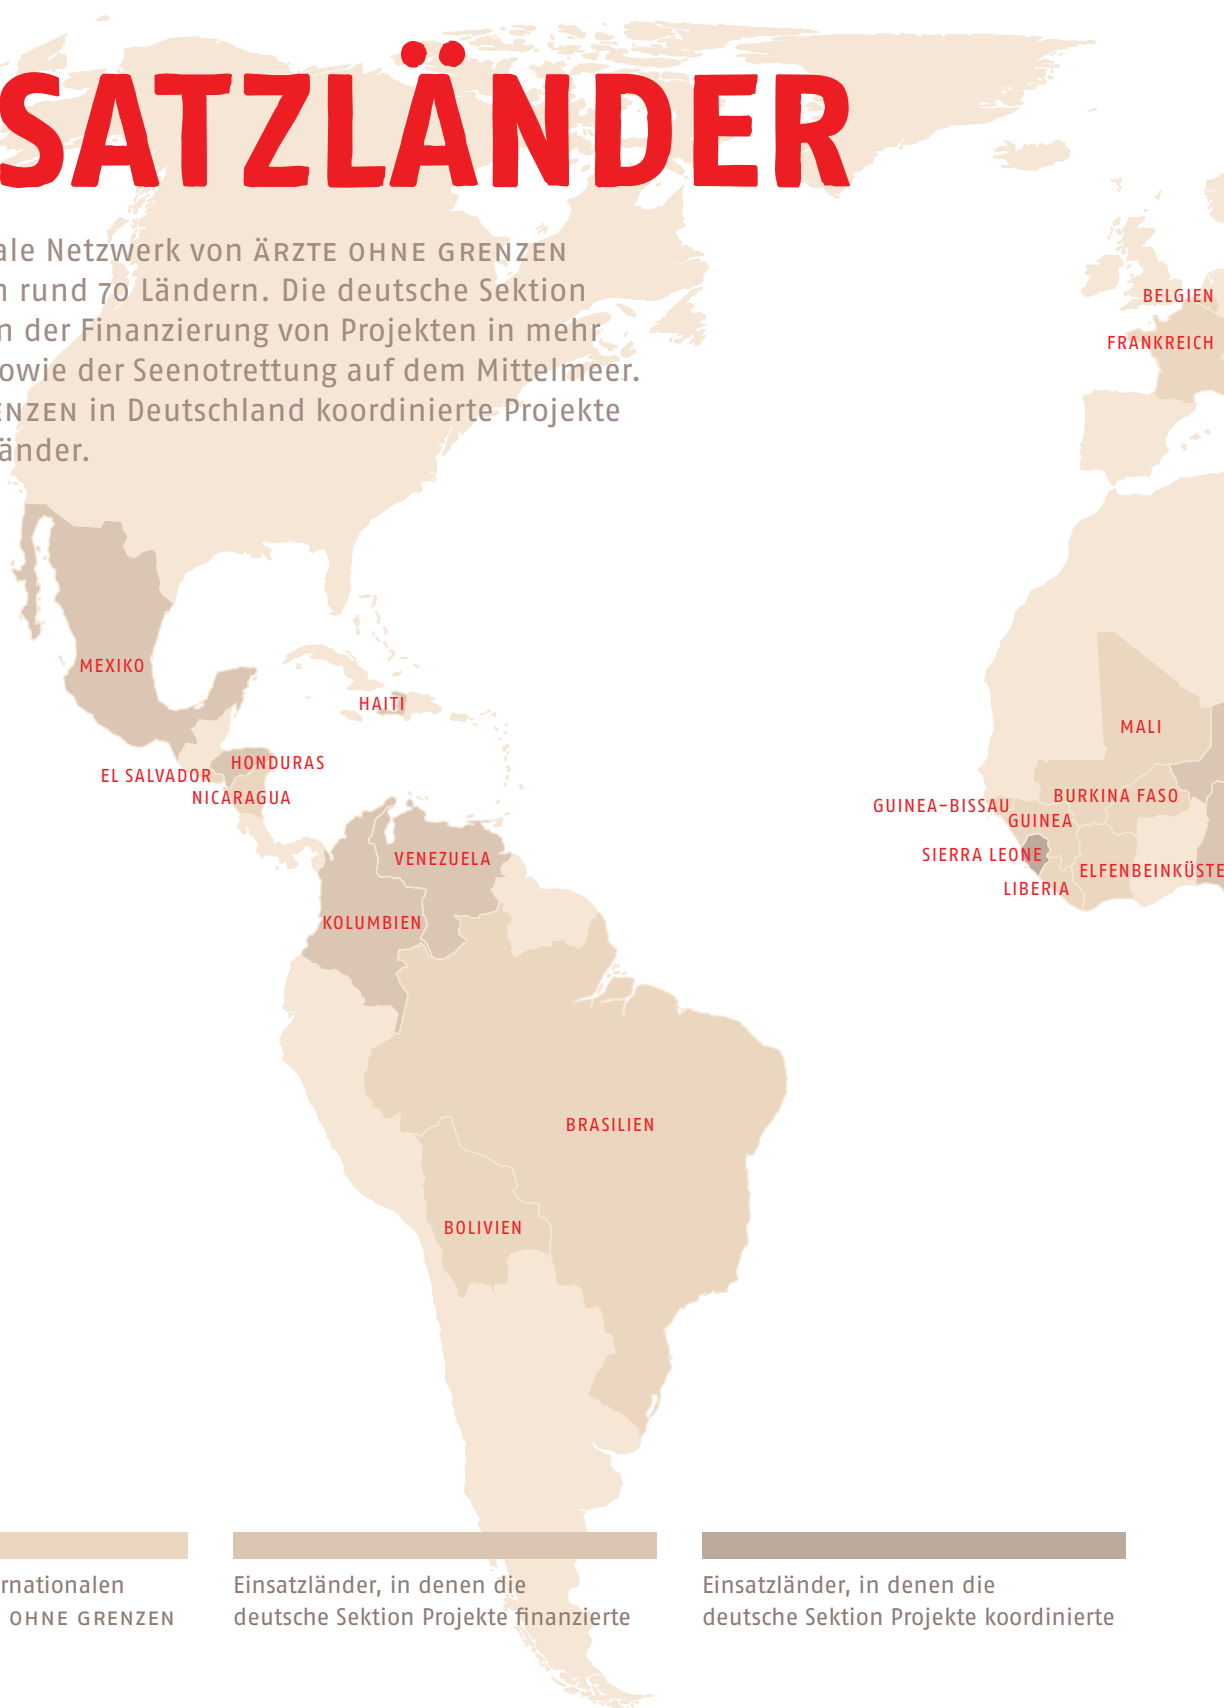 SATZLÄNDER
ale Netzwerk von ÄRZTE OHNE GRENZEN
n rund 70 Ländern. Die deutsche Sektion
n der Finanzierung von Projekten in mehr
owie der Seenotrettung auf dem Mittelmeer.
ENZEN in Deutschland koordinierte Projekte
änder.
BELGIEN
FRANKREICH
MEXIKO
HAITI
MALI
HONDURAS
EL SALVADOR
NICARAGUA
GUINEA-BISSAU
BURKINA FASO
GUINEA
SIERRA LEONE
VENEZUELA
ELFENBEINKÜSTE
LIBERIA
KOLUMBIEN
BRASILIEN
BOLIVIEN
rnationalen
OHNE GRENZEN
Einsatzländer, in denen die
deutsche Sektion Projekte finanzierte
Einsatzländer, in denen die
deutsche Sektion Projekte koordinierte